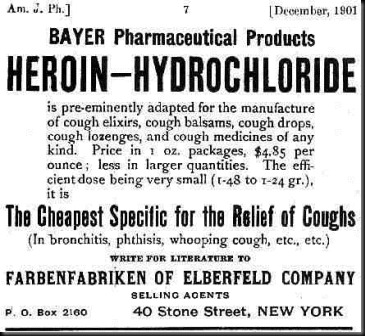 Am. J. Ph.] 7 [December, 1901
BAYER Pharmaceutical Products
HEROIN—HYDROCHLORIDE
is pre-eminently adapted for the manufacture
of cough elixirs, cough balsams, cough drops,
cough lozenges, and cough medicines of any
kind. Price in 1 oz. packages, $4.85 per
ounce; less in larger quantities. The effi-
cient dose being very small (1-48 to 1-24 gr.),
it is
The Cheapest Specific for the Relief of Coughs
(In bronchitis, phthisis, whooping cough, etc., etc.)
WRITE FOR LITERATURE TO
FARBENFABRIKEN OF ELBERFELD COMPANY
SELLING AGENTS
P. O. Box 2160 40 Stone Street, NEW YORK